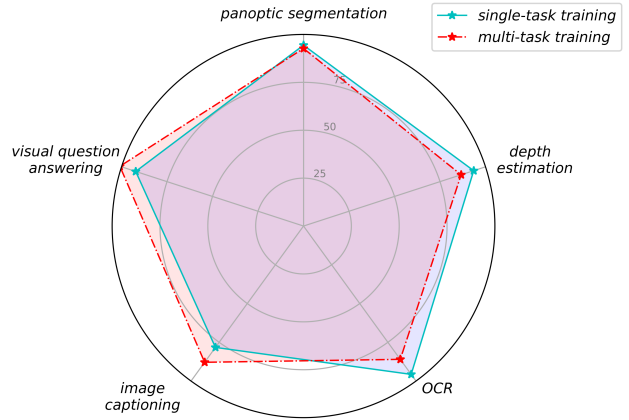 panoptic segmentation
single-task training
multi-task training
75
50
25
visual question
answering
depth
estimation
image
captioning
OCR